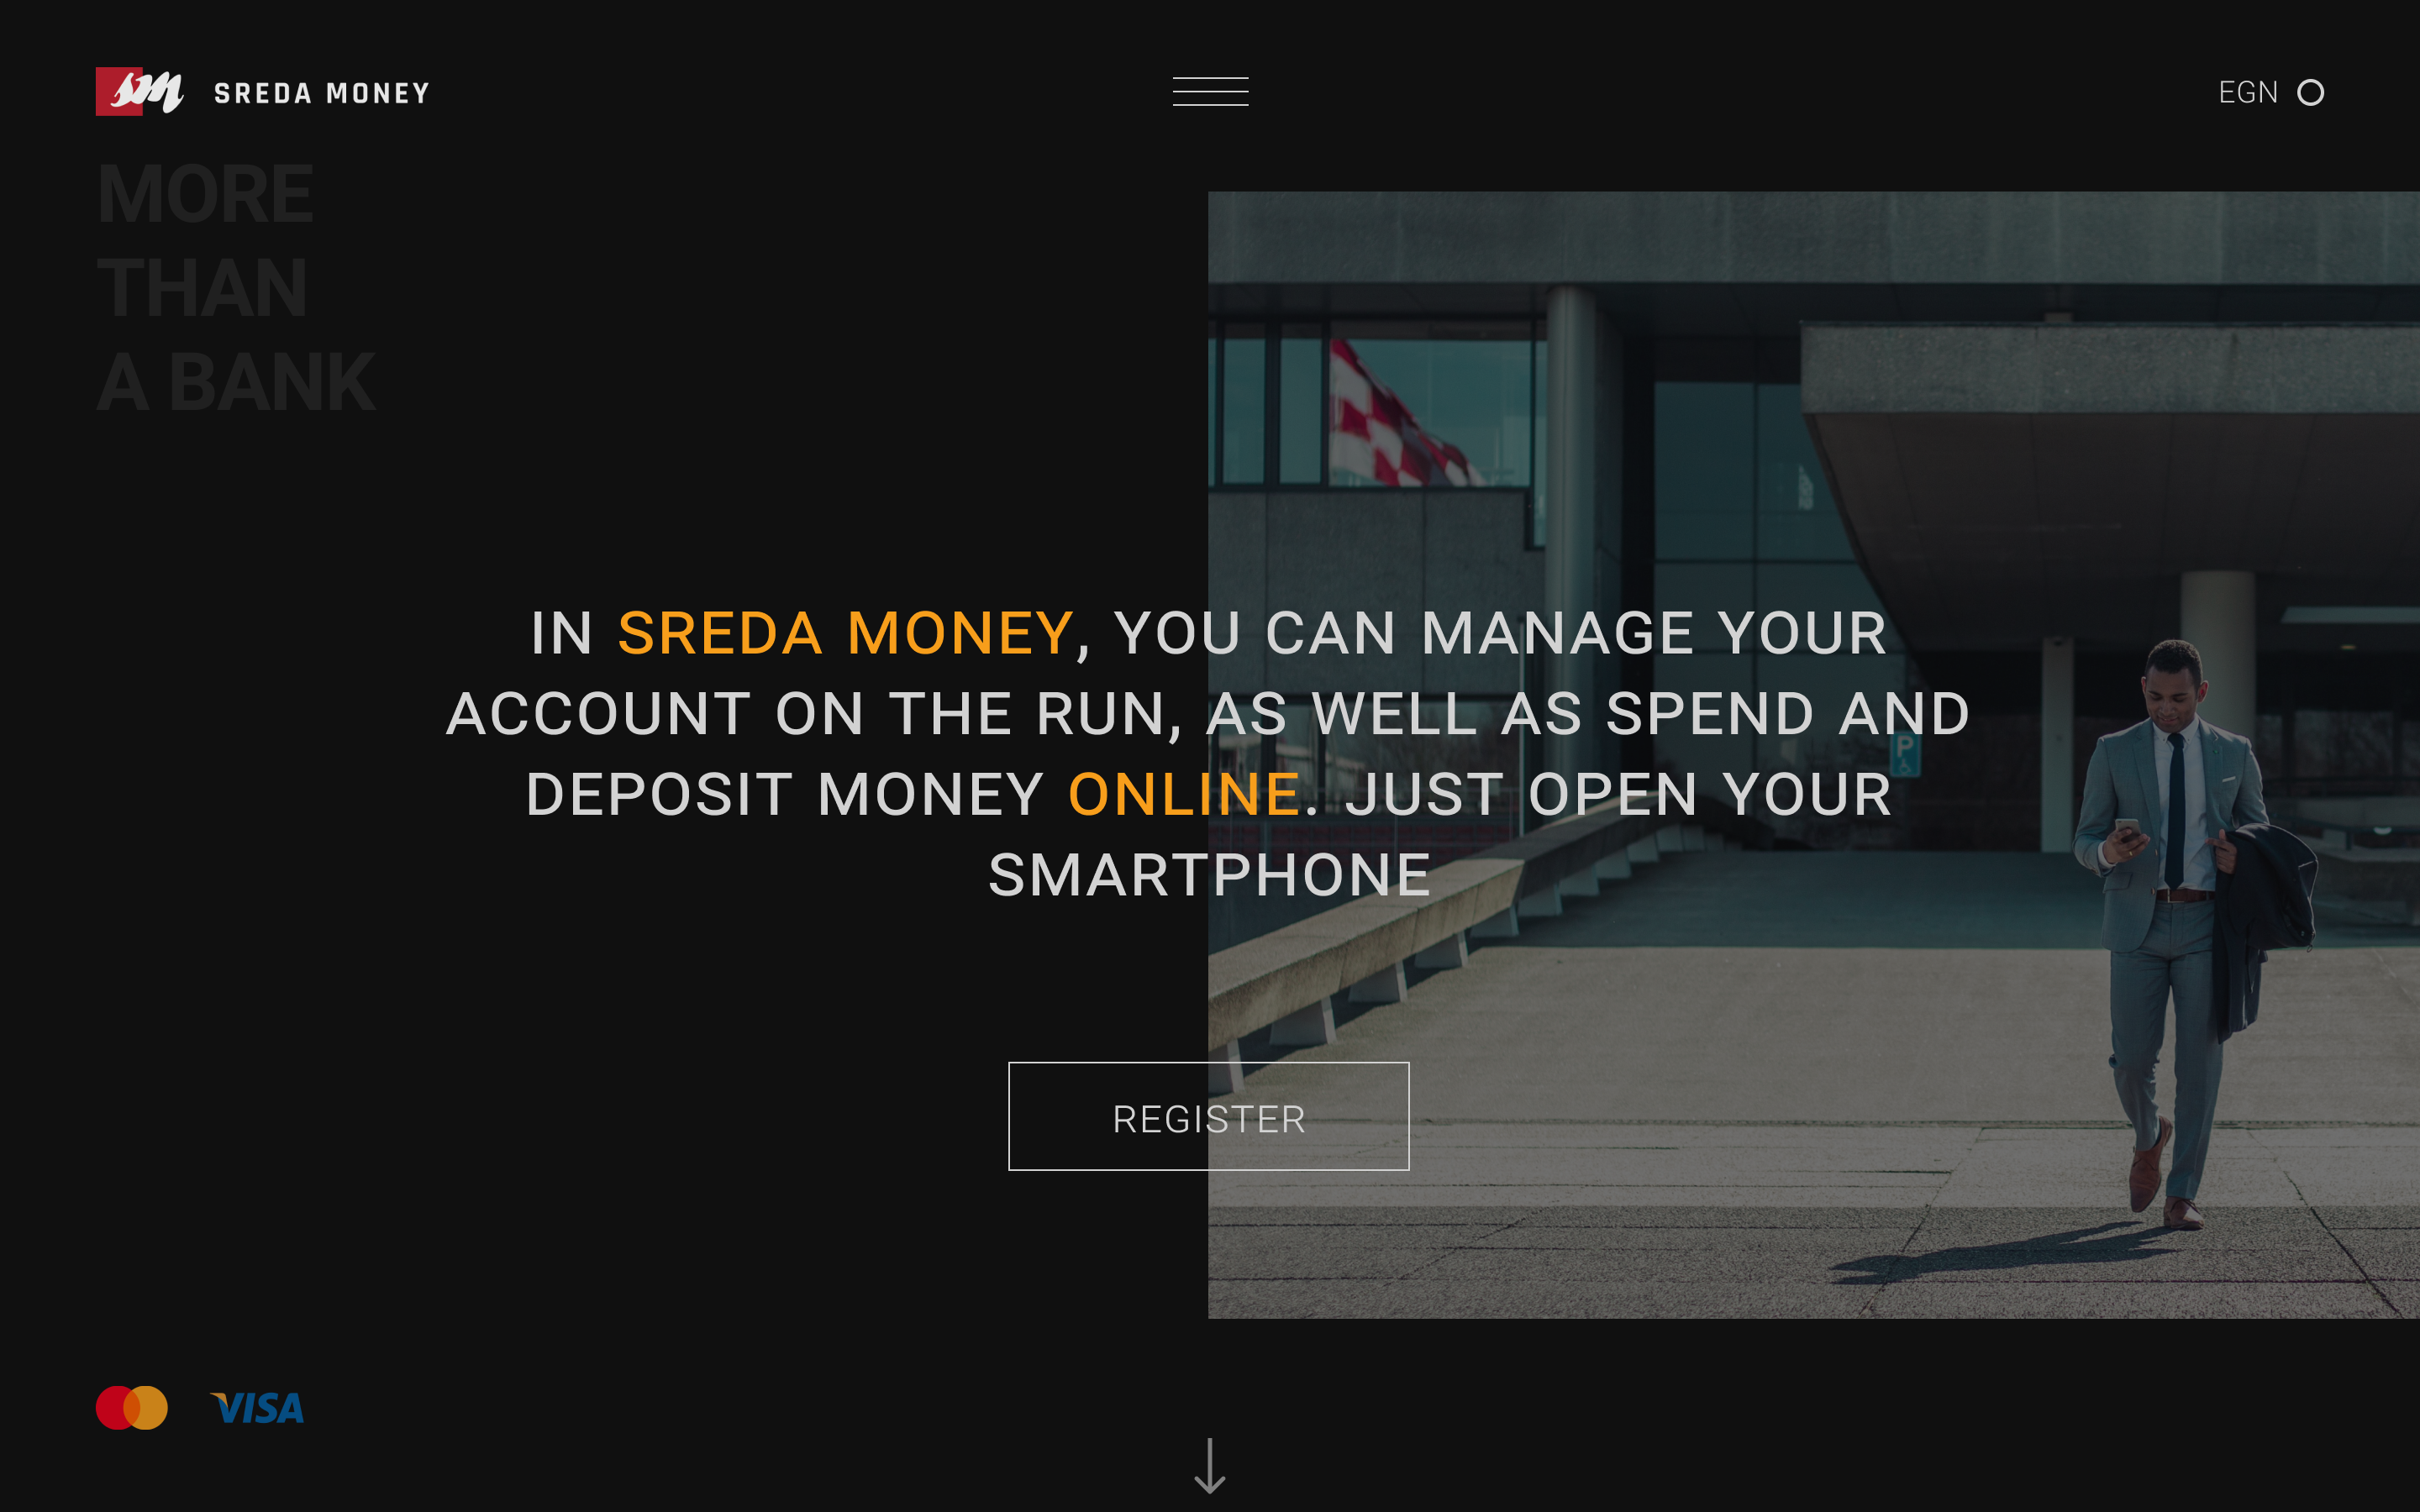 sm SREDA MONEY
EGN
MORE
THAN
A BANK
IN SREDA MONEY, YOU CAN MANAGE YOUR
ACCOUNT ON THE RUN, AS WELL AS SPEND AND
DEPOSIT MONEY ONLINE. JUST OPEN YOUR
SMARTPHONE
P
REGISTER
VISA